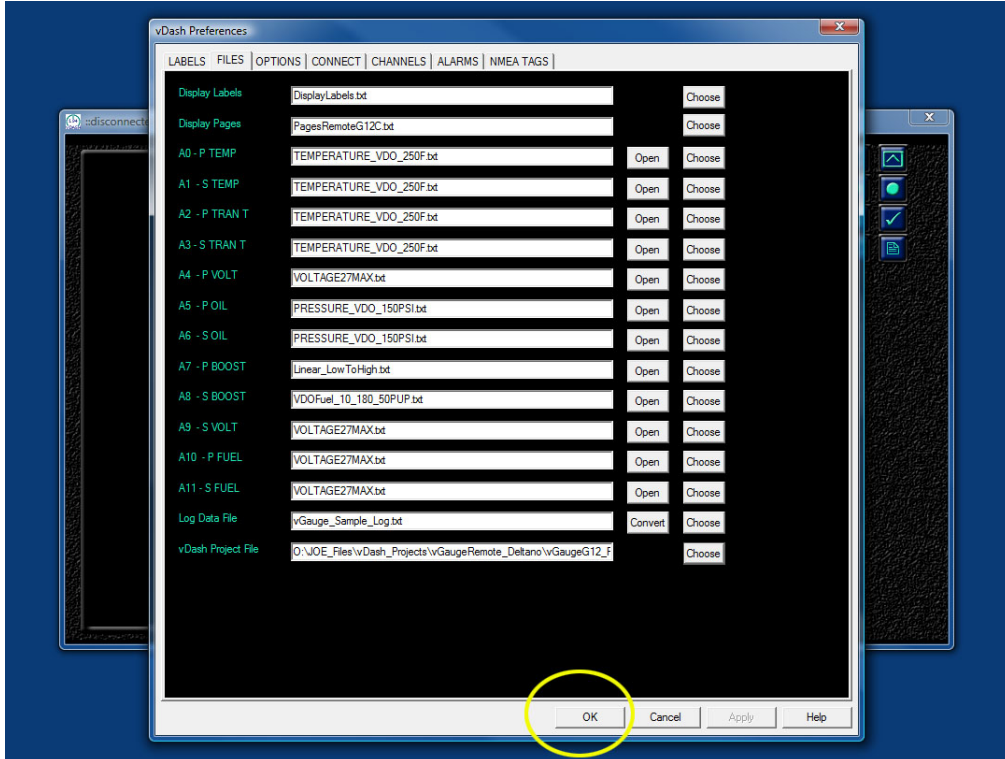 vDash Preferences
LABELS FILES OPTIONS CONNECT CHANNELS ALARMS NMEA TAGS
Display Labels DisplayLabels.txt Choose
::disconnecte
Display Pages PagesRemoteG12C.txt Choose
A0 - P TEMP TEMPERATURE_VDO_250F.txt Open Choose
A1 - S TEMP TEMPERATURE_VDO_250F.txt Open Choose
A2 - P TRAN T TEMPERATURE_VDO_250F.txt Open Choose
A3 - S TRAN T TEMPERATURE_VDO_250F.txt Open Choose
A4 - P VOLT VOLTAGE27MAX.txt Open Choose
A5 - P OIL PRESSURE_VDO_150PSI.txt Open Choose
A6 - S OIL PRESSURE_VDO_150PSI.txt Open Choose
A7 - P BOOST Linear_LowToHigh.txt Open Choose
A8 - S BOOST VDOFuel_10_180_50PUP.txt Open Choose
A9 - S VOLT VOLTAGE27MAX.txt Open Choose
A10 - P FUEL VOLTAGE27MAX.txt Open Choose
A11 - S FUEL VOLTAGE27MAX.txt Open Choose
Log Data File vGauge_Sample_Log.txt Convert Choose
vDash Project File O:\JOE_Files\vDash_Projects\vGaugeRemote_Deltano\vGaugeG12_F Choose
OK Cancel Apply Help